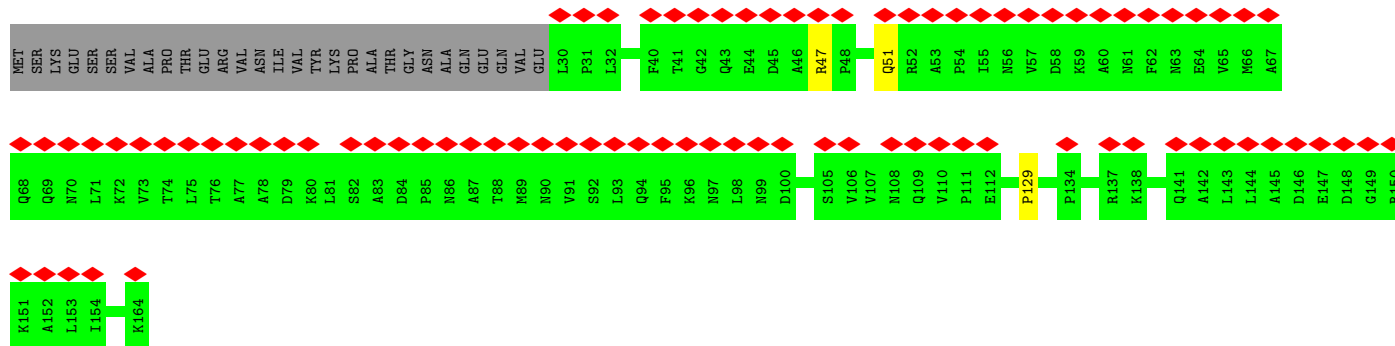 MET SER LYS GLU SER SER VAL ALA PRO THR GLU ARG VAL ASN ILE VAL TYR LYS PRO ALA THR GLY ASN ALA GLN GLU GLN VAL GLU L30 P31 L32 F40 T41 G42 Q43 E44 D45 A46 R47 P48 Q51 R52 A53 P54 I55 N56 V57 D58 K59 A60 N61 F62 N63 E64 V65 M66 A67
Q68 Q69 N70 L71 K72 V73 T74 L75 T76 A77 A78 D79 K80 L81 S82 A83 D84 P85 N86 A87 T88 M89 N90 V91 S92 L93 Q94 F95 K96 N97 L98 N99 D100 S105 V106 V107 N108 Q109 V110 P111 E112 P129 P134 R137 K138 Q141 A142 L143 L144 A145 D146 E147 D148 G149
K151 A152 L153 I154 K164